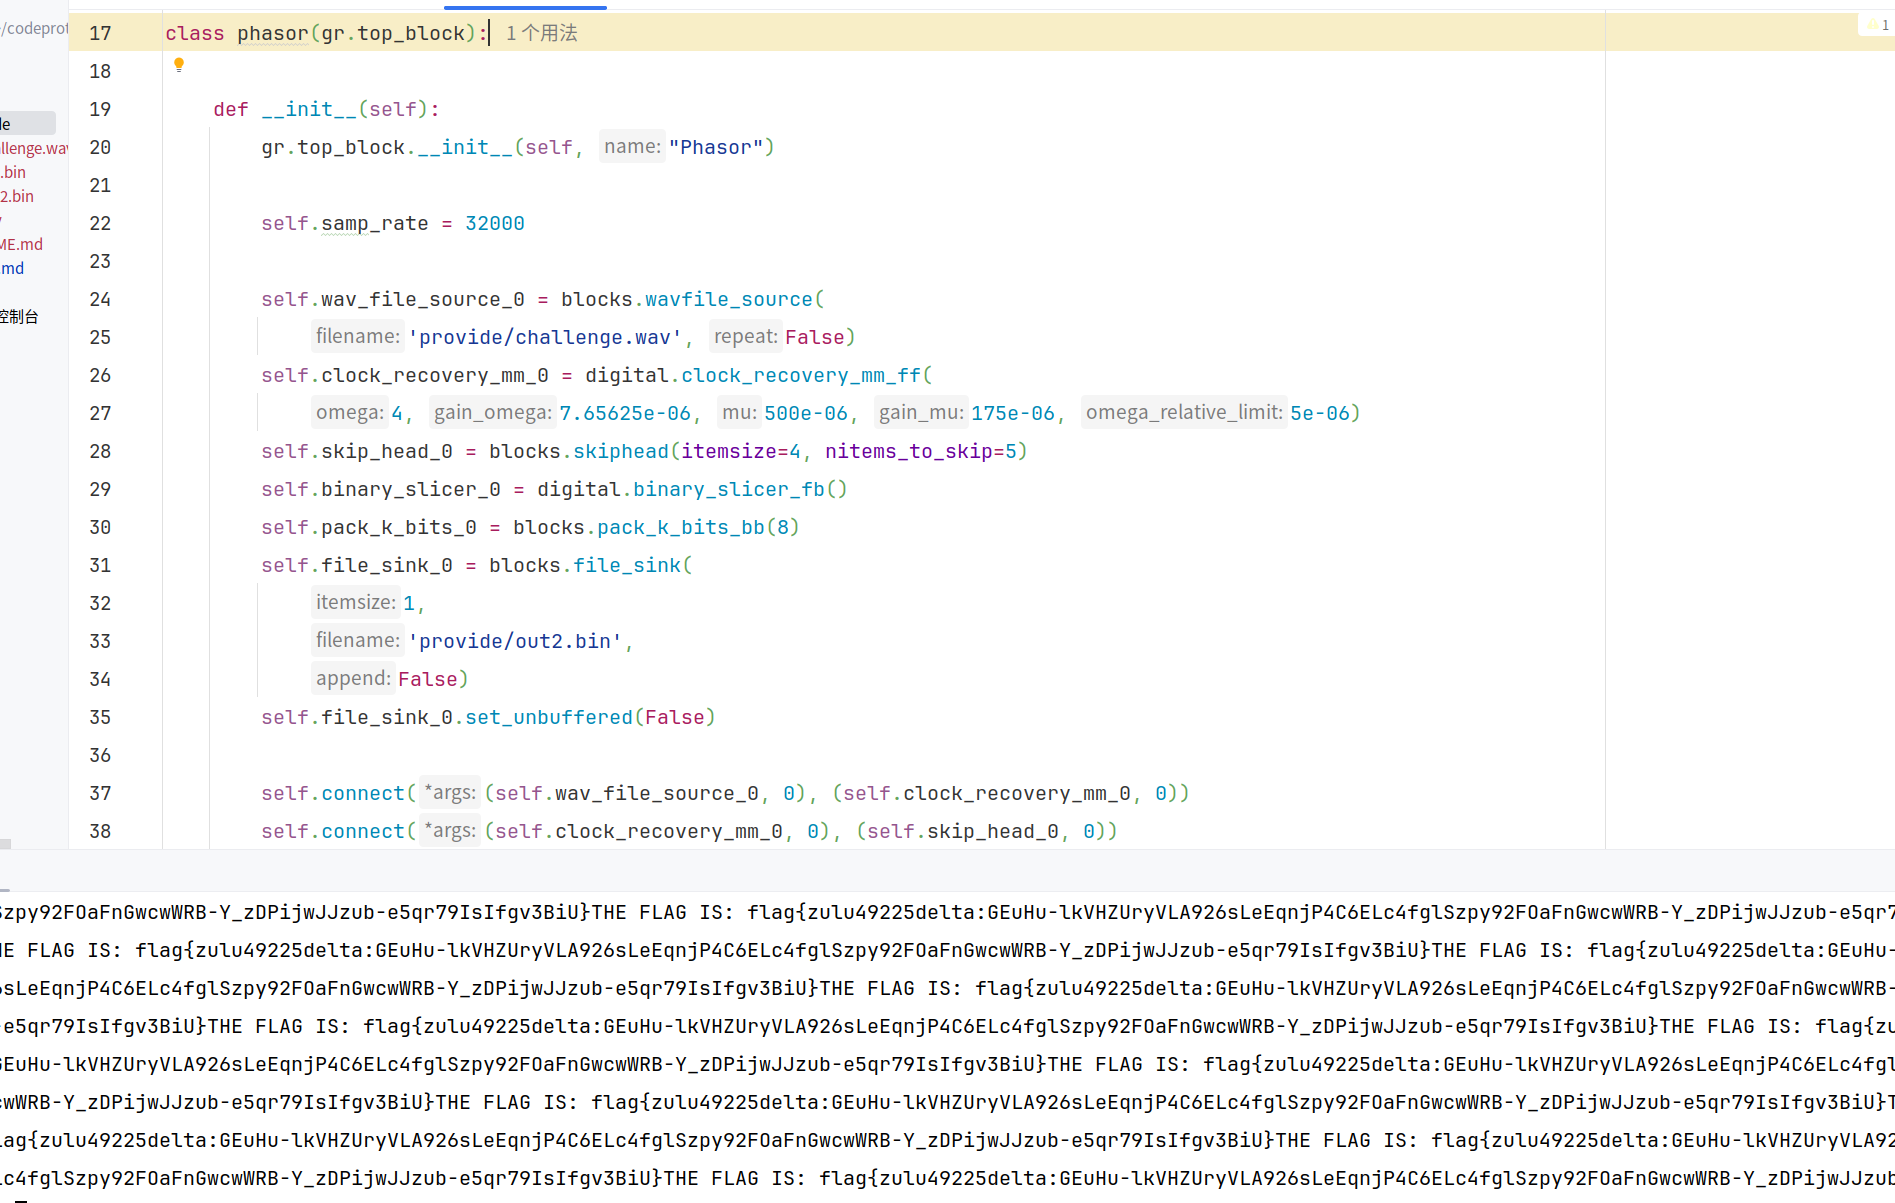 /codeprot
de
allenge.wav
.bin
2.bin
y
ME.md
.md
控制台
17 class phasor(gr.top_block): 1 个用法
1
18
19 def __init__(self):
20 gr.top_block.__init__(self, name: "Phasor")
21
22 self.samp_rate = 32000
23
24 self.wav_file_source_0 = blocks.wavfile_source(
25 filename: 'provide/challenge.wav', repeat: False)
26 self.clock_recovery_mm_0 = digital.clock_recovery_mm_ff(
27 omega: 4, gain_omega: 7.65625e-06, mu: 500e-06, gain_mu: 175e-06, omega_relative_limit: 5e-06)
28 self.skip_head_0 = blocks.skiphead(itemsize=4, nitems_to_skip=5)
29 self.binary_slicer_0 = digital.binary_slicer_fb()
30 self.pack_k_bits_0 = blocks.pack_k_bits_bb(8)
31 self.file_sink_0 = blocks.file_sink(
32 itemsize: 1,
33 filename: 'provide/out2.bin',
34 append: False)
35 self.file_sink_0.set_unbuffered(False)
36
37 self.connect( *args: (self.wav_file_source_0, 0), (self.clock_recovery_mm_0, 0))
38 self.connect( *args: (self.clock_recovery_mm_0, 0), (self.skip_head_0, 0))
Szpy92FOaFnGwcwWRB-Y_zDPijwJJzub-e5qr79IsIfgv3BiU}THE FLAG IS: flag{zulu49225delta:GEuHu-lkVHZUryVLA926sLeEqnjP4C6ELc4fglSzpy92FOaFnGwcwWRB-Y_zDPijwJJzub-e5qr7
HE FLAG IS: flag{zulu49225delta:GEuHu-lkVHZUryVLA926sLeEqnjP4C6ELc4fglSzpy92FOaFnGwcwWRB-Y_zDPijwJJzub-e5qr79IsIfgv3BiU}THE FLAG IS: flag{zulu49225delta:GEuHu-
6sLeEqnjP4C6ELc4fglSzpy92FOaFnGwcwWRB-Y_zDPijwJJzub-e5qr79IsIfgv3BiU}THE FLAG IS: flag{zulu49225delta:GEuHu-lkVHZUryVLA926sLeEqnjP4C6ELc4fglSzpy92FOaFnGwcwWRB-
-e5qr79IsIfgv3BiU}THE FLAG IS: flag{zulu49225delta:GEuHu-lkVHZUryVLA926sLeEqnjP4C6ELc4fglSzpy92FOaFnGwcwWRB-Y_zDPijwJJzub-e5qr79IsIfgv3BiU}THE FLAG IS: flag{zu
GEuHu-lkVHZUryVLA926sLeEqnjP4C6ELc4fglSzpy92FOaFnGwcwWRB-Y_zDPijwJJzub-e5qr79IsIfgv3BiU}THE FLAG IS: flag{zulu49225delta:GEuHu-lkVHZUryVLA926sLeEqnjP4C6ELc4fgl
cwWRB-Y_zDPijwJJzub-e5qr79IsIfgv3BiU}THE FLAG IS: flag{zulu49225delta:GEuHu-lkVHZUryVLA926sLeEqnjP4C6ELc4fglSzpy92FOaFnGwcwWRB-Y_zDPijwJJzub-e5qr79IsIfgv3BiU}T
lag{zulu49225delta:GEuHu-lkVHZUryVLA926sLeEqnjP4C6ELc4fglSzpy92FOaFnGwcwWRB-Y_zDPijwJJzub-e5qr79IsIfgv3BiU}THE FLAG IS: flag{zulu49225delta:GEuHu-lkVHZUryVLA92
Lc4fglSzpy92FOaFnGwcwWRB-Y_zDPijwJJzub-e5qr79IsIfgv3BiU}THE FLAG IS: flag{zulu49225delta:GEuHu-lkVHZUryVLA926sLeEqnjP4C6ELc4fglSzpy92FOaFnGwcwWRB-Y_zDPijwJJzub